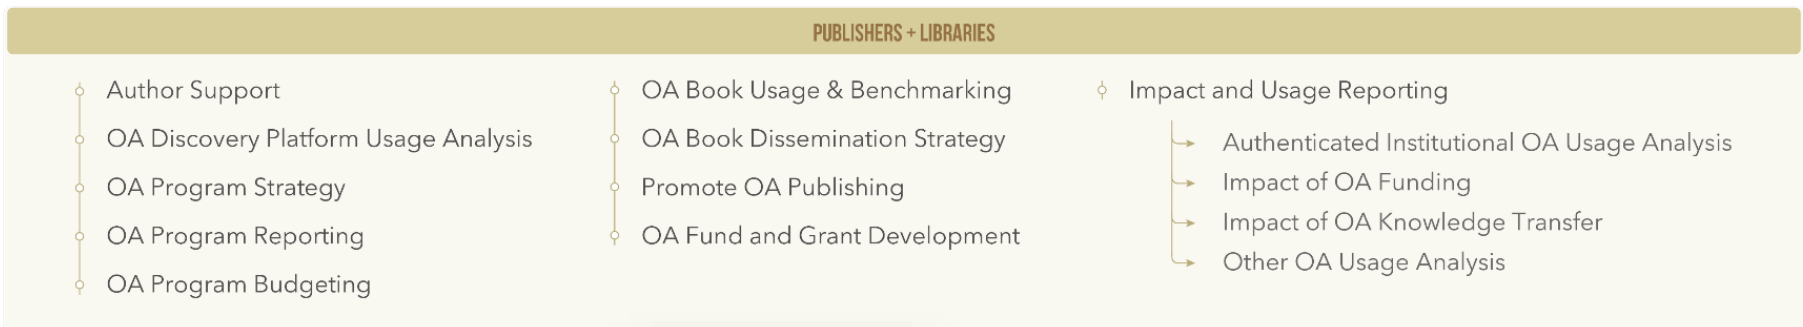 PUBLISHERS + LIBRARIES
Author Support
OA Discovery Platform Usage Analysis
OA Program Strategy
OA Program Reporting
OA Program Budgeting
OA Book Usage & Benchmarking
OA Book Dissemination Strategy
Promote OA Publishing
OA Fund and Grant Development
Impact and Usage Reporting
Authenticated Institutional OA Usage Analysis
Impact of OA Funding
Impact of OA Knowledge Transfer
Other OA Usage Analysis